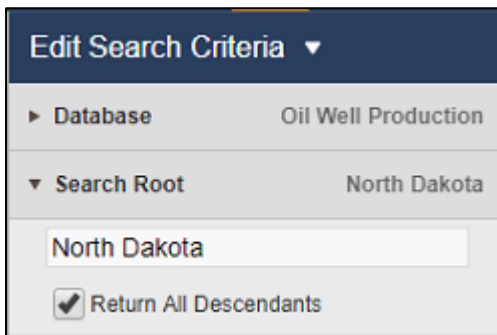 Edit Search Criteria
Database Oil Well Production
Search Root North Dakota
North Dakota
Return All Descendants